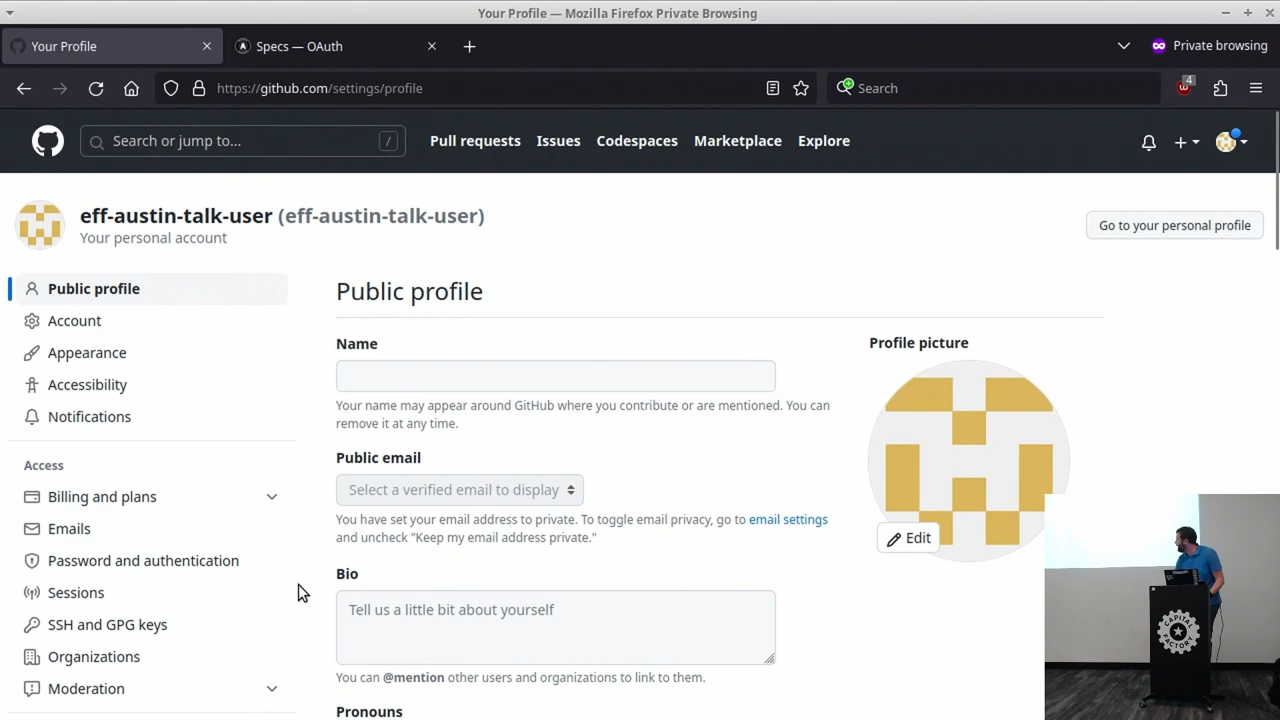 Your Profile — Mozilla Firefox Private Browsing
Your Profile
Specs — OAuth
Private browsing
https://github.com/settings/profile
Search
4
Search or jump to...
/
Pull requests
Issues
Codespaces
Marketplace
Explore
eff-austin-talk-user (eff-austin-talk-user)
Your personal account
Go to your personal profile
Public profile
Account
Appearance
Accessibility
Notifications
Access
Billing and plans
Emails
Password and authentication
Sessions
SSH and GPG keys
Organizations
Moderation
Public profile
Name
Your name may appear around GitHub where you contribute or are mentioned. You can
remove it at any time.
Public email
Select a verified email to display
You have set your email address to private. To toggle email privacy, go to email settings
and uncheck "Keep my email address private."
Bio
Tell us a little bit about yourself
You can @mention other users and organizations to link to them.
Pronouns
Profile picture
Edit
CAPITAL
FACTORY